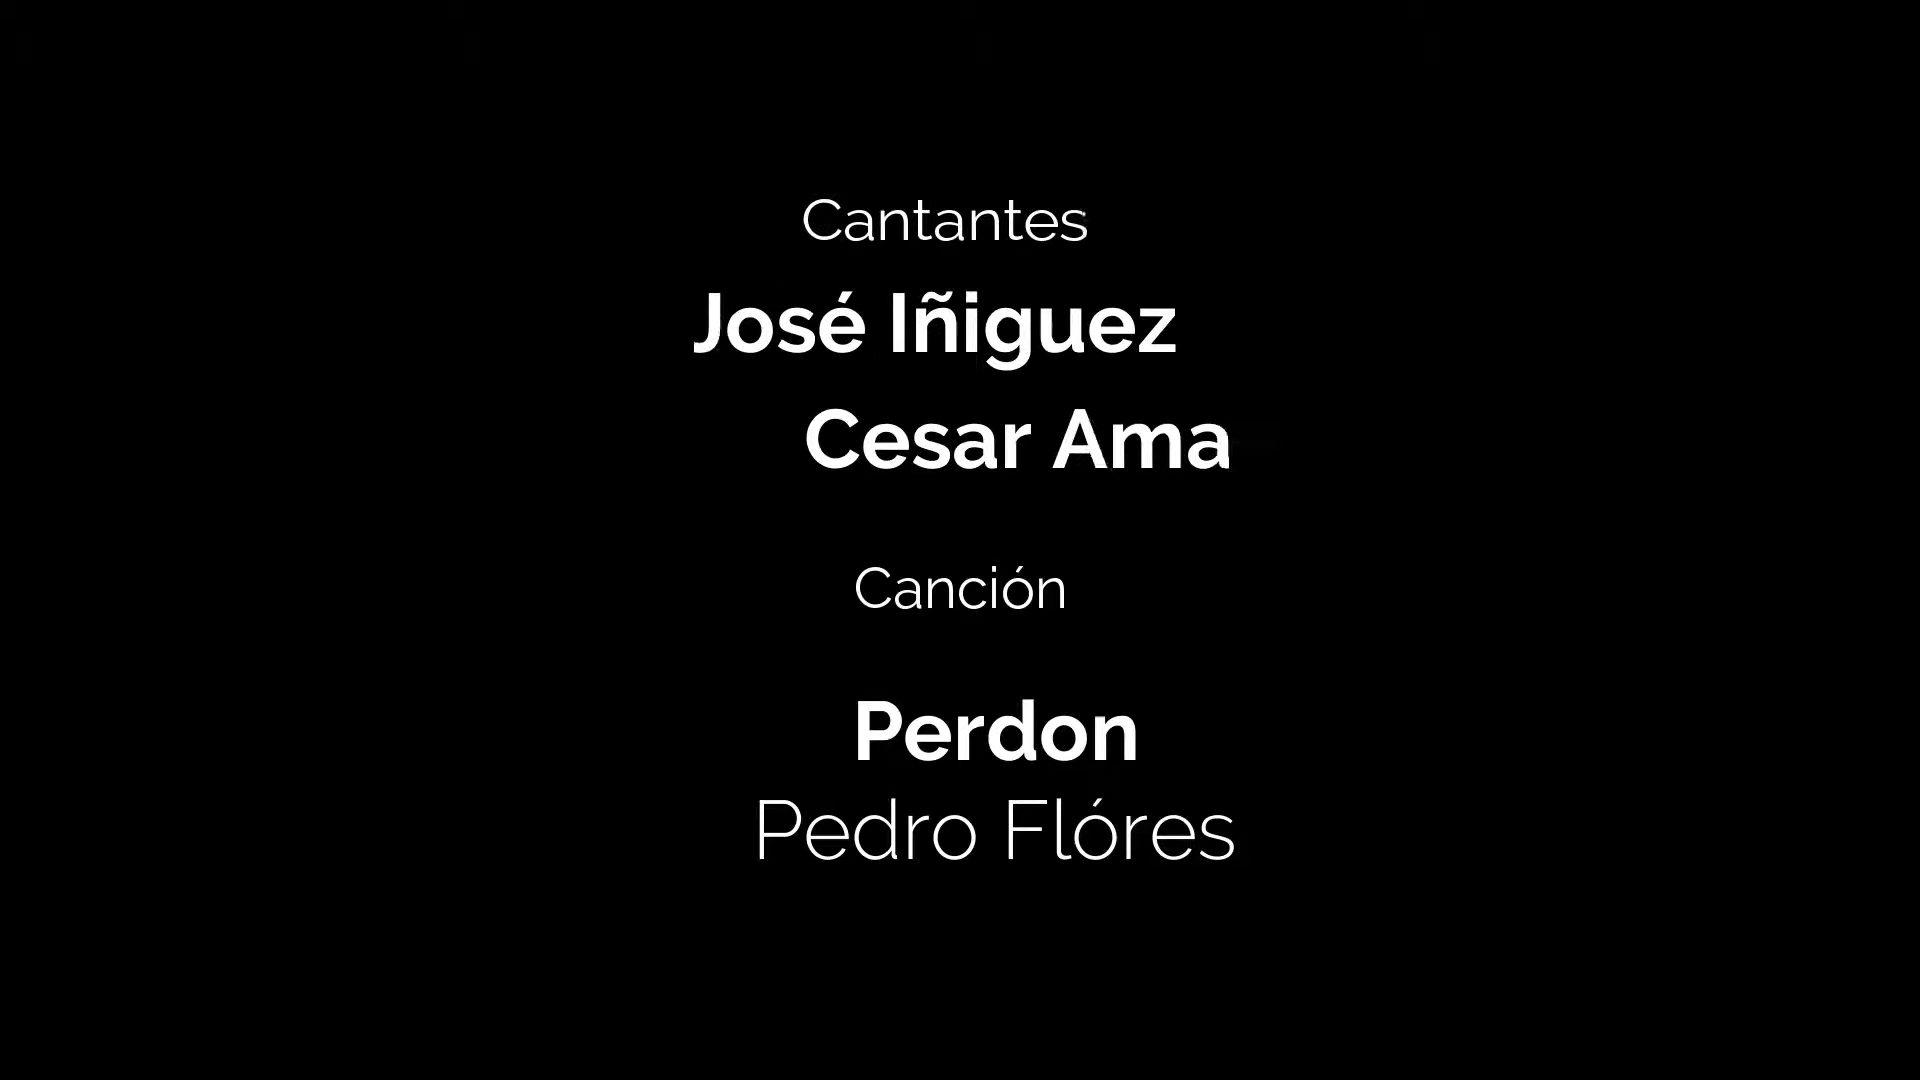 Cantantes
José Iñiguez
Cesar Ama
Canción
Perdon
Pedro Flóres